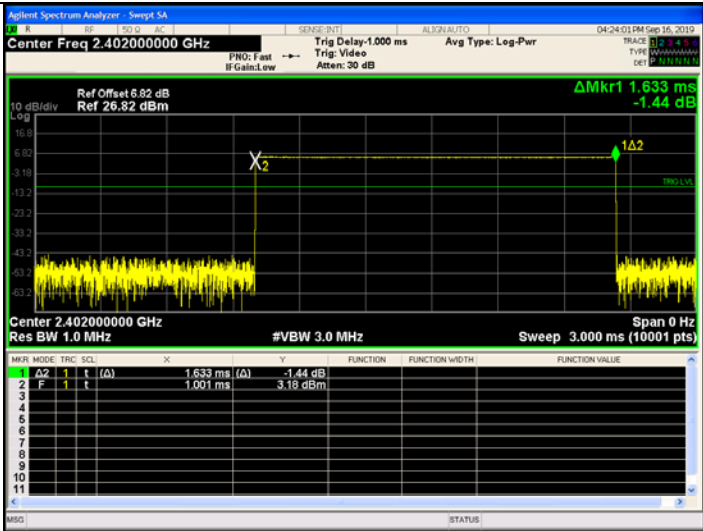 Agilent Spectrum Analyzer - Swept SA
R RF 50 Ω AC SENSE:INT ALIGN AUTO 04:24:01 PM Sep 16, 2019
Center Freq 2.402000000 GHz
PNO: Fast
IFGain:Low
Trig Delay-1.000 ms
Trig: Video
Atten: 30 dB
Avg Type: Log-Pwr
TRACE 1 2 3 4 5 6
TYPE
DET P N N N N N
ΔMkr1 1.633 ms
-1.44 dB
Ref Offset 6.82 dB
10 dB/div Ref 26.82 dBm
Log
16.8
6.82
-3.18
-13.2
-23.2
-33.2
-43.2
-53.2
-63.2
X2
1Δ2
TRIG LVL
Center 2.402000000 GHz Span 0 Hz
Res BW 1.0 MHz #VBW 3.0 MHz Sweep 3.000 ms (10001 pts)
MKR MODE TRC SCL X Y FUNCTION FUNCTION WIDTH FUNCTION VALUE
1 Δ2 1 t (Δ) 1.633 ms (Δ) -1.44 dB
2 F 1 t 1.001 ms 3.18 dBm
3
4
5
6
7
8
9
10
11
MSG STATUS